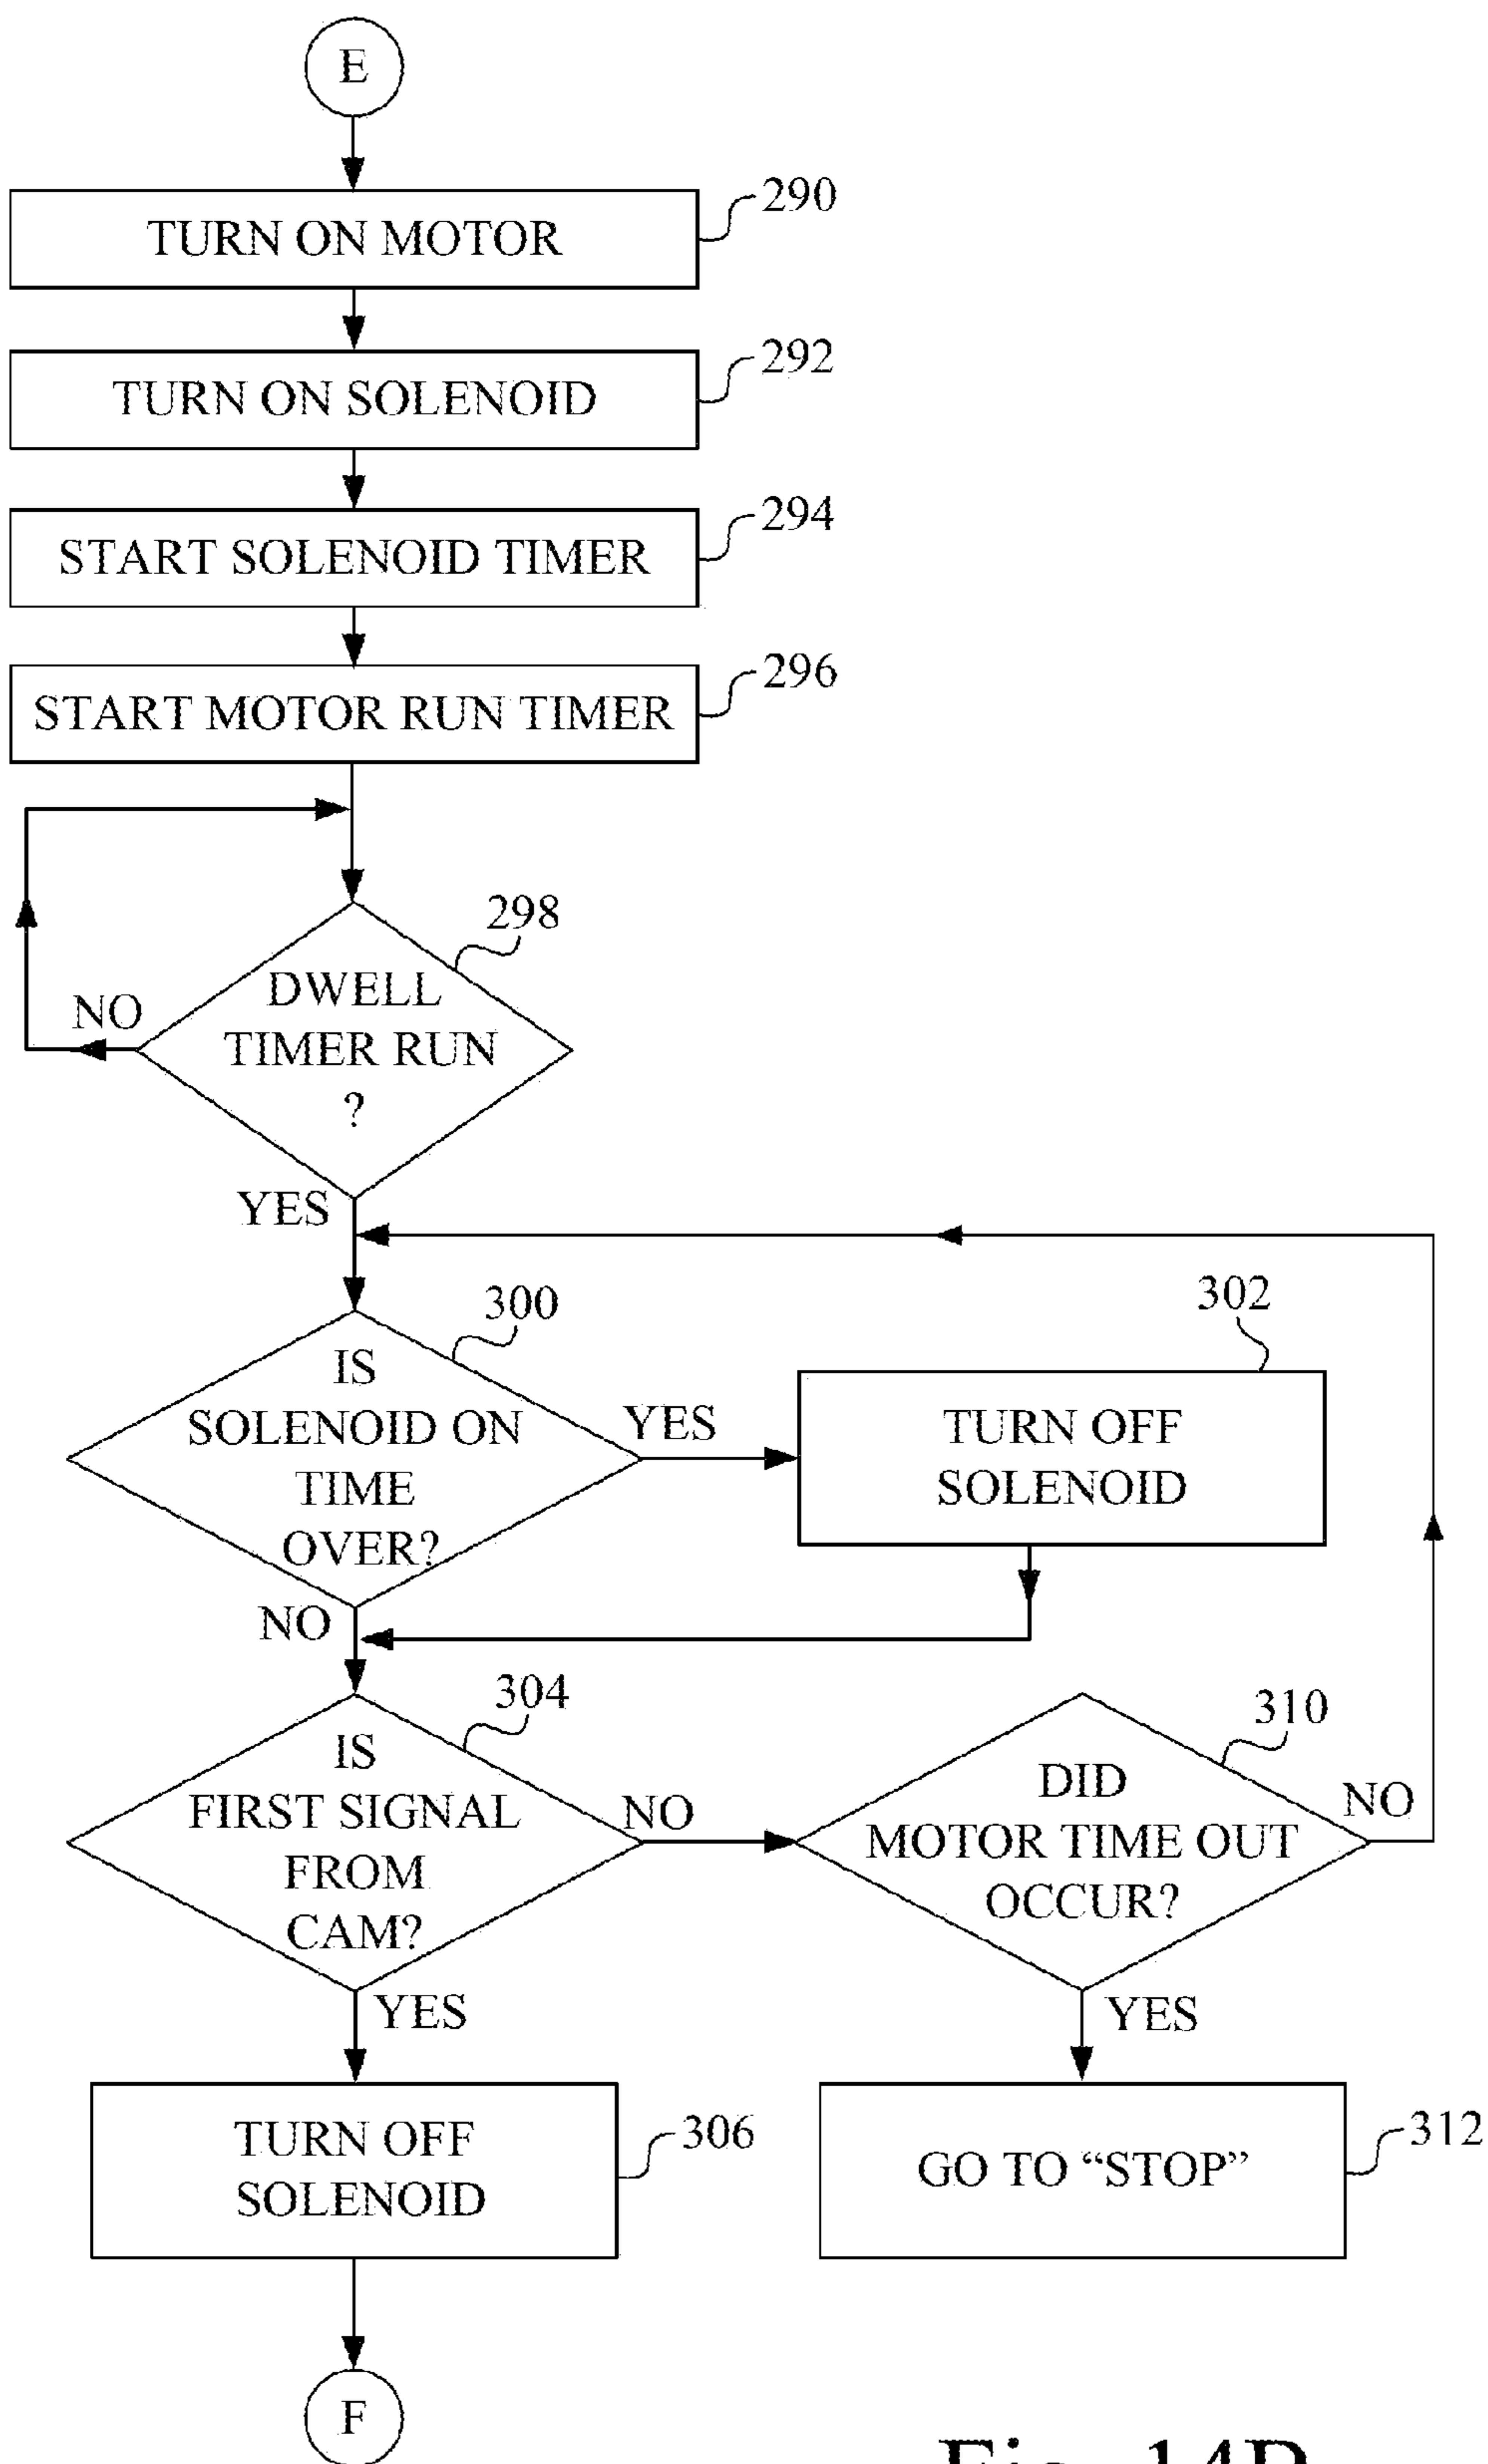 E
TURN ON MOTOR
290
TURN ON SOLENOID
292
START SOLENOID TIMER
294
START MOTOR RUN TIMER
296
298
DWELL
TIMER RUN
?
NO
YES
300
IS
SOLENOID ON
TIME
OVER?
YES
302
TURN OFF
SOLENOID
NO
304
IS
FIRST SIGNAL
FROM
CAM?
NO
310
DID
MOTOR TIME OUT
OCCUR?
NO
YES
YES
TURN OFF
SOLENOID
306
GO TO “STOP”
312
F